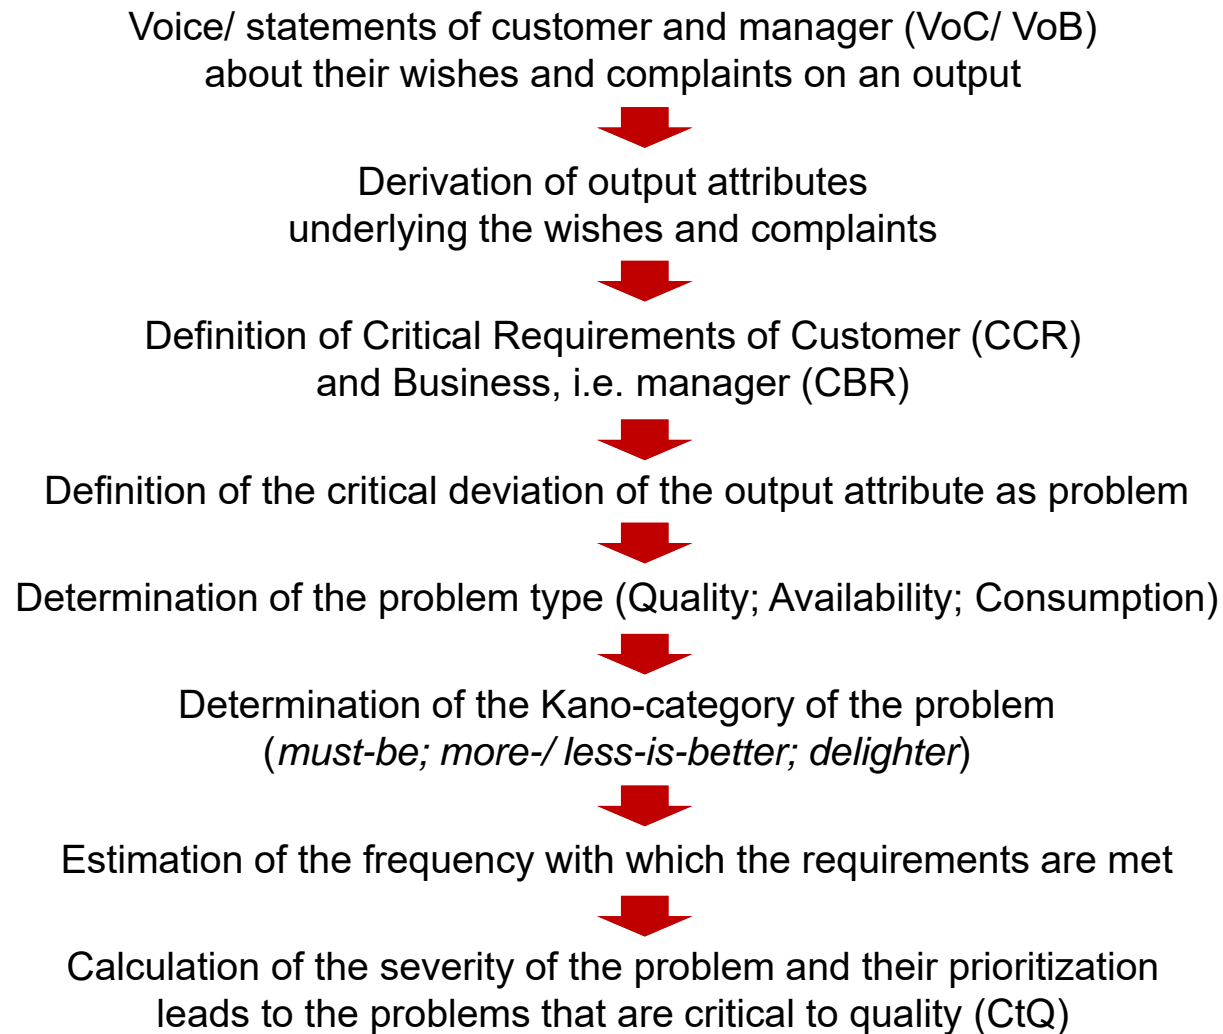 Voice/ statements of customer and manager (VoC/ VoB)
about their wishes and complaints on an output
Derivation of output attributes
underlying the wishes and complaints
Definition of Critical Requirements of Customer (CCR)
and Business, i.e. manager (CBR)
Definition of the critical deviation of the output attribute as problem
Determination of the problem type (Quality; Availability; Consumption)
Determination of the Kano-category of the problem
(must-be; more-/ less-is-better; delighter)
Estimation of the frequency with which the requirements are met
Calculation of the severity of the problem and their prioritization
leads to the problems that are critical to quality (CtQ)